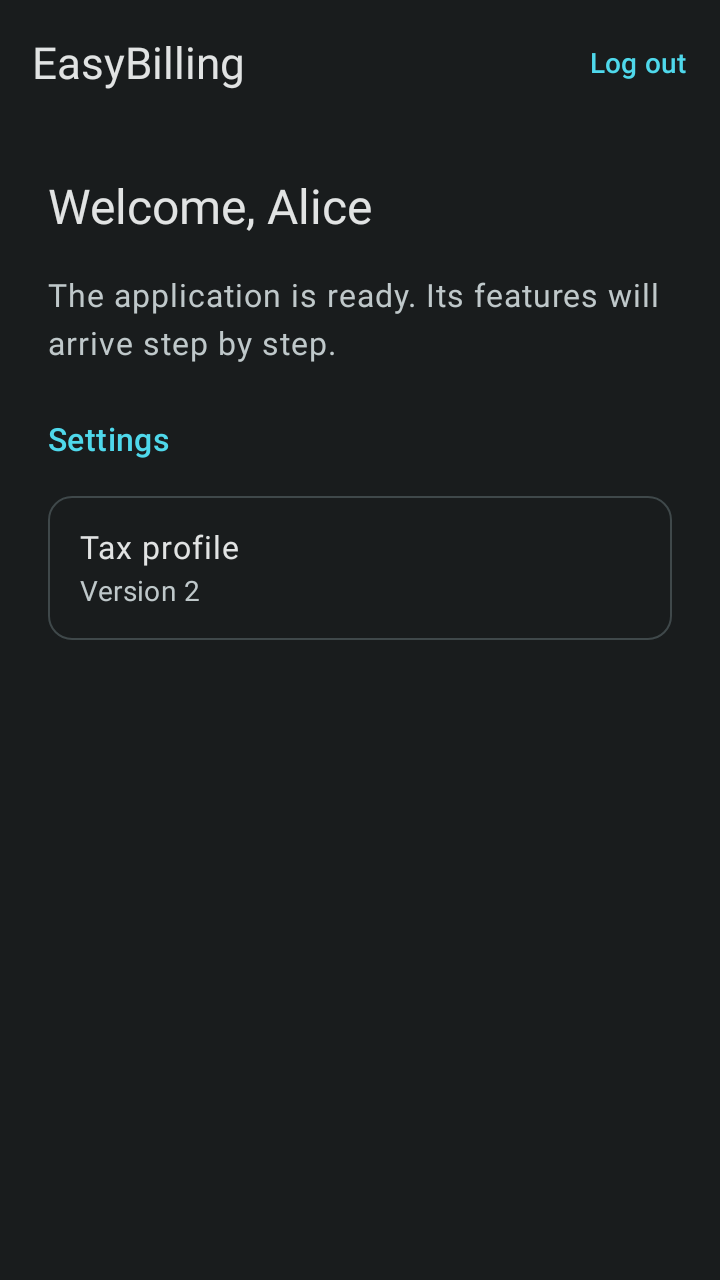 EasyBilling
Log out
Welcome, Alice
The application is ready. Its features will
arrive step by step.
Settings
Tax profile
Version 2